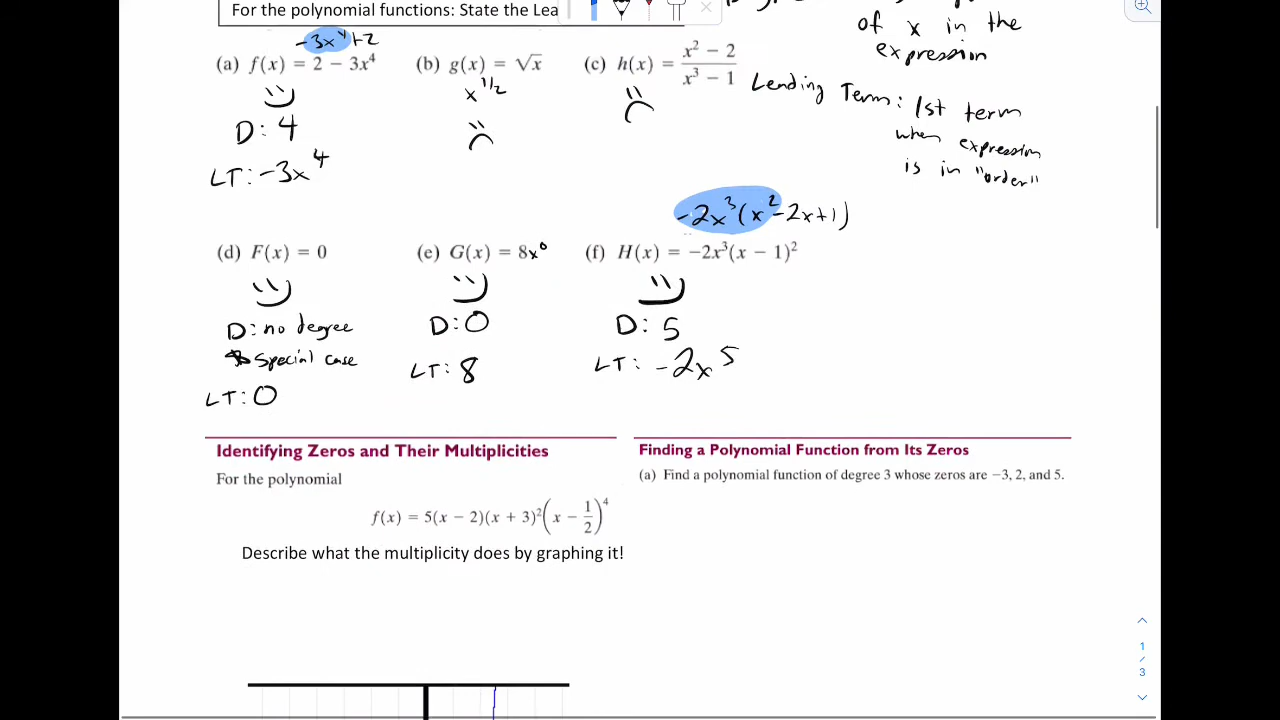 For the polynomial functions: State the Lea
of x in the
expression
-3x⁴+2
(a) f(x) = 2 − 3x⁴
(b) g(x) = √x
(c) h(x) = (x² − 2)/(x³ − 1)
x^1/2
Leading Term: 1st term
when expression
is in "order"
D: 4
LT: -3x⁴
-2x³(x²-2x+1)
(d) F(x) = 0
(e) G(x) = 8x⁰
(f) H(x) = −2x³(x − 1)²
D: no degree
* Special case
LT: 0
D: 0
LT: 8
D: 5
LT: -2x⁵
Identifying Zeros and Their Multiplicities
For the polynomial
f(x) = 5(x − 2)(x + 3)²(x − 1/2)⁴
Describe what the multiplicity does by graphing it!
Finding a Polynomial Function from Its Zeros
(a) Find a polynomial function of degree 3 whose zeros are −3, 2, and 5.
1
/
3